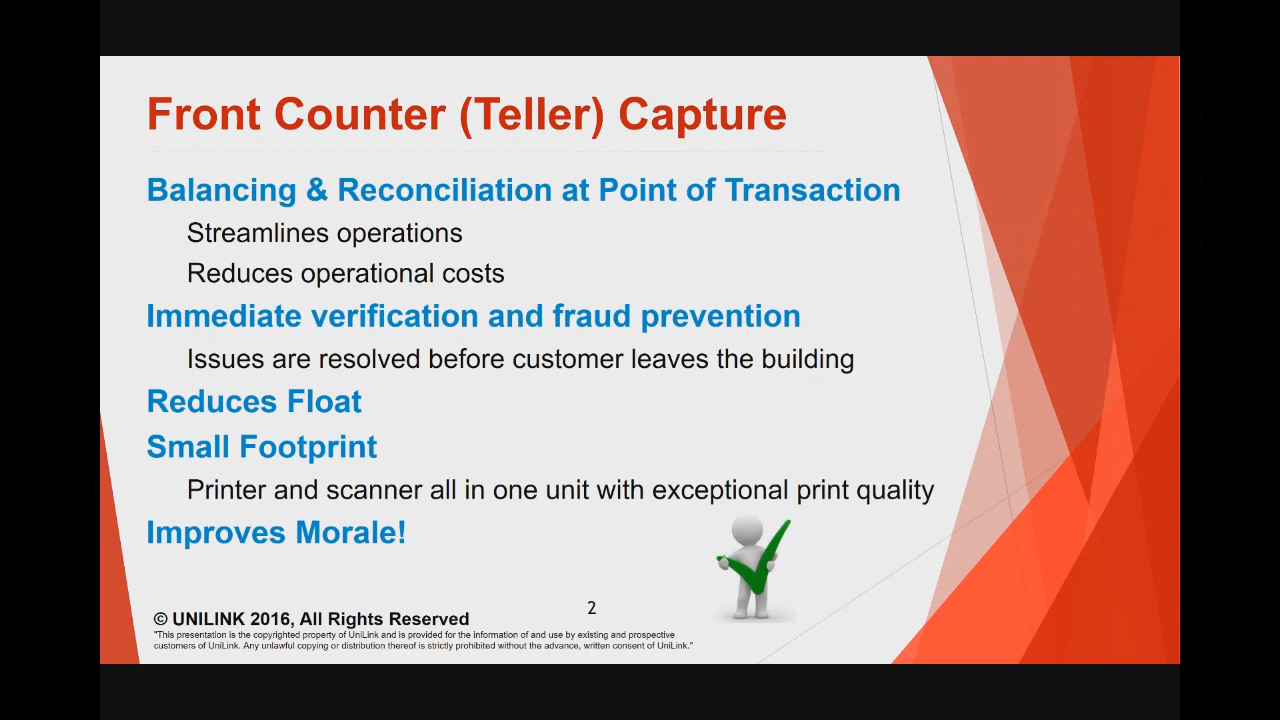 Front Counter (Teller) Capture
Balancing & Reconciliation at Point of Transaction
Streamlines operations
Reduces operational costs
Immediate verification and fraud prevention
Issues are resolved before customer leaves the building
Reduces Float
Small Footprint
Printer and scanner all in one unit with exceptional print quality
Improves Morale!
2
© UNILINK 2016, All Rights Reserved
"This presentation is the copyrighted property of UniLink and is provided for the information of and use by existing and prospective
customers of UniLink. Any unlawful copying or distribution thereof is strictly prohibited without the advance, written consent of UniLink."